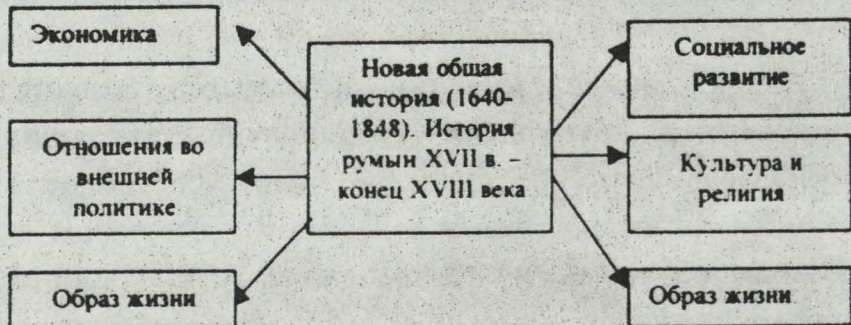 Экономика
Отношения во
внешней
политике
Образ жизни
Новая общая
история (1640-
1848). История
румын XVII в. –
конец XVIII века
Социальное
развитие
Культура и
религия
Образ жизни